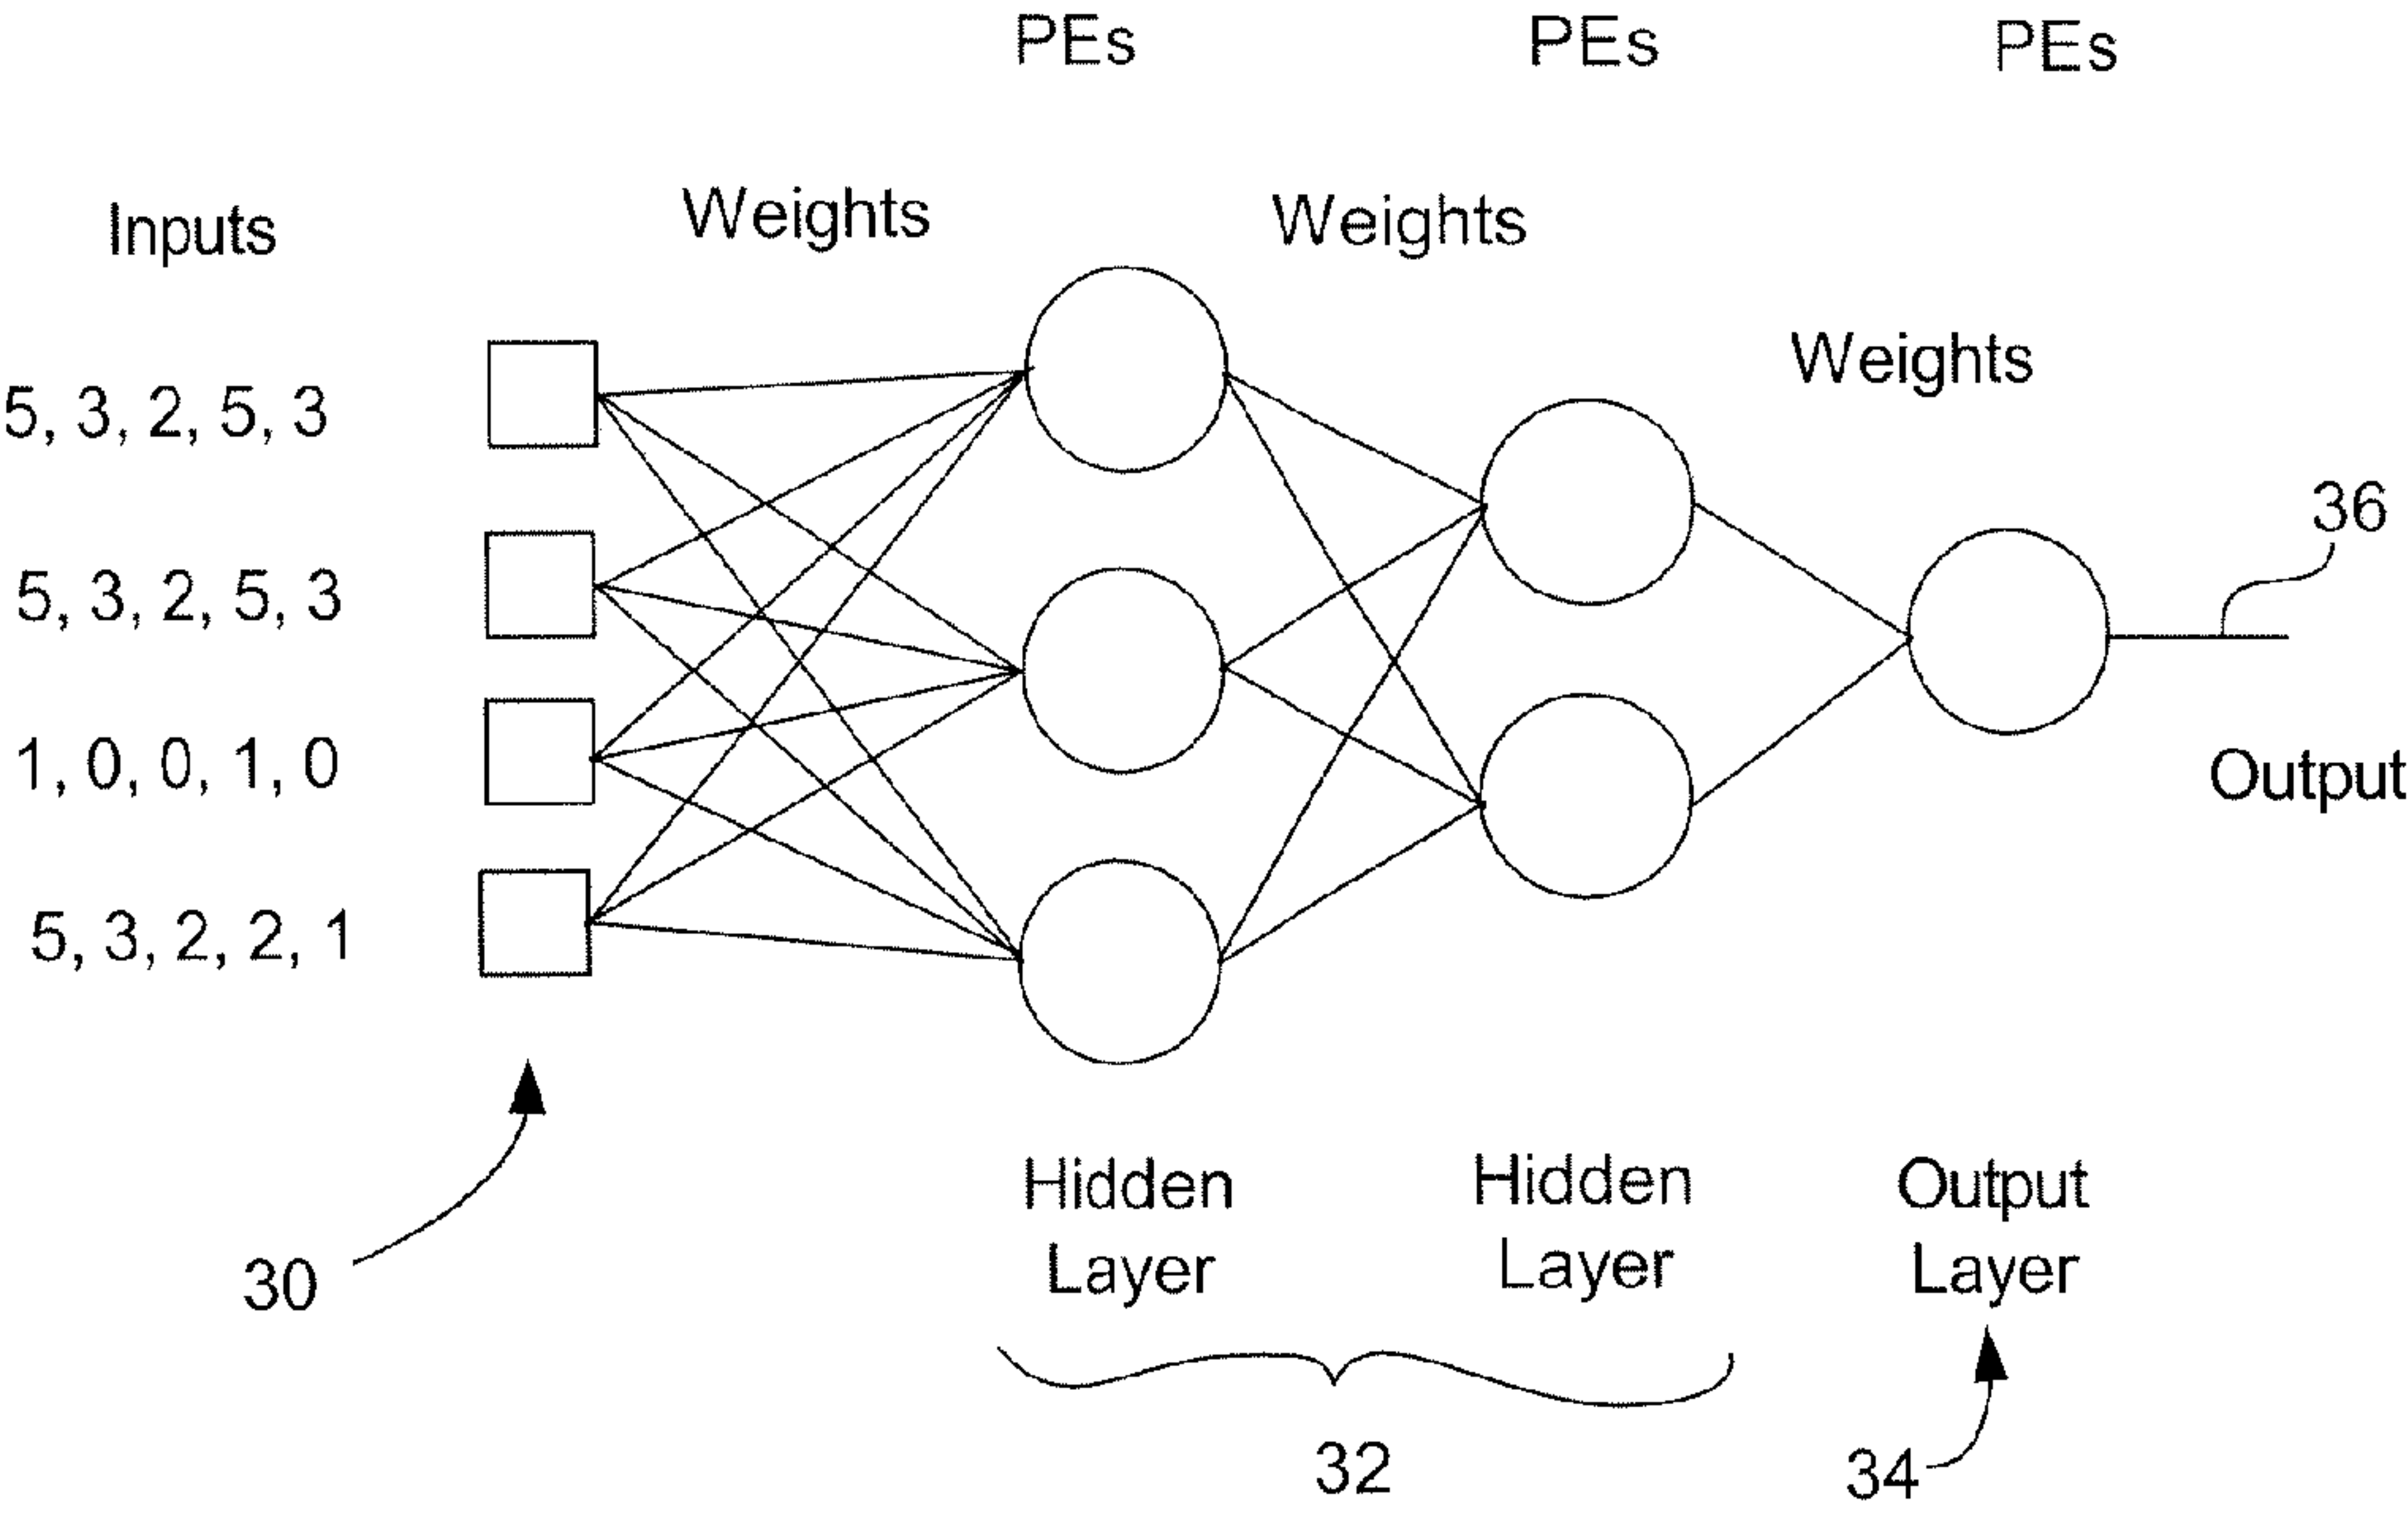 PEs
PEs
PEs
Weights
Weights
Inputs
Weights
5, 3, 2, 5, 3
36
5, 3, 2, 5, 3
1, 0, 0, 1, 0
Output
5, 3, 2, 2, 1
Hidden
Layer
Hidden
Layer
Output
Layer
30
32
34